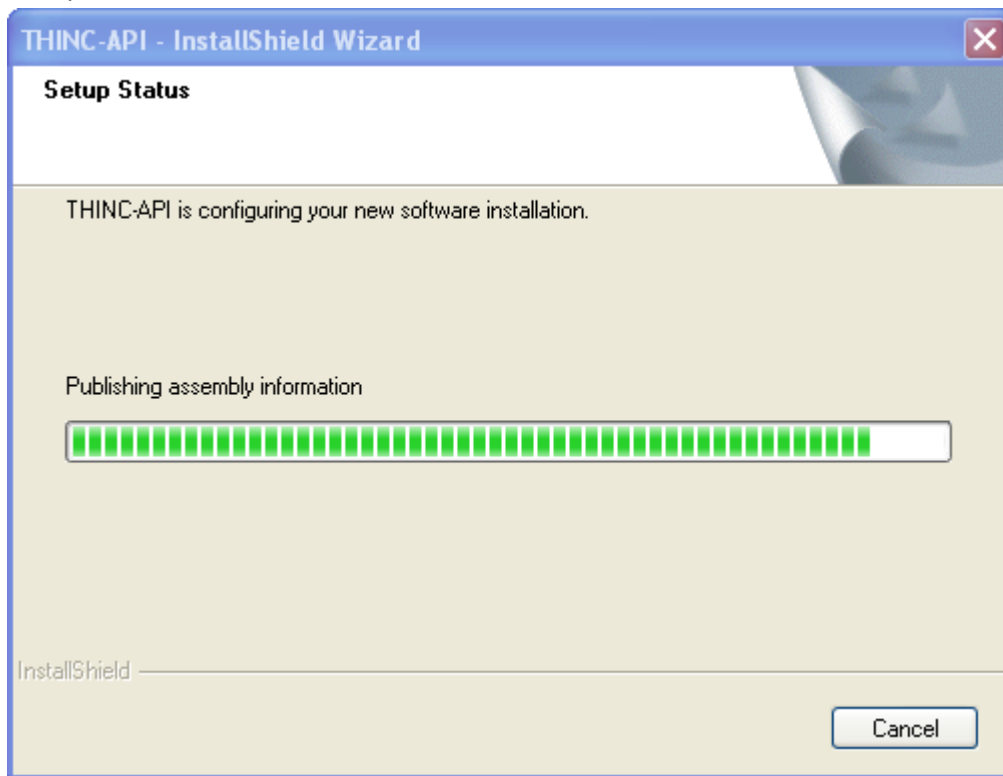 THINC-API - InstallShield Wizard
Setup Status
THINC-API is configuring your new software installation.
Publishing assembly information
InstallShield
Cancel